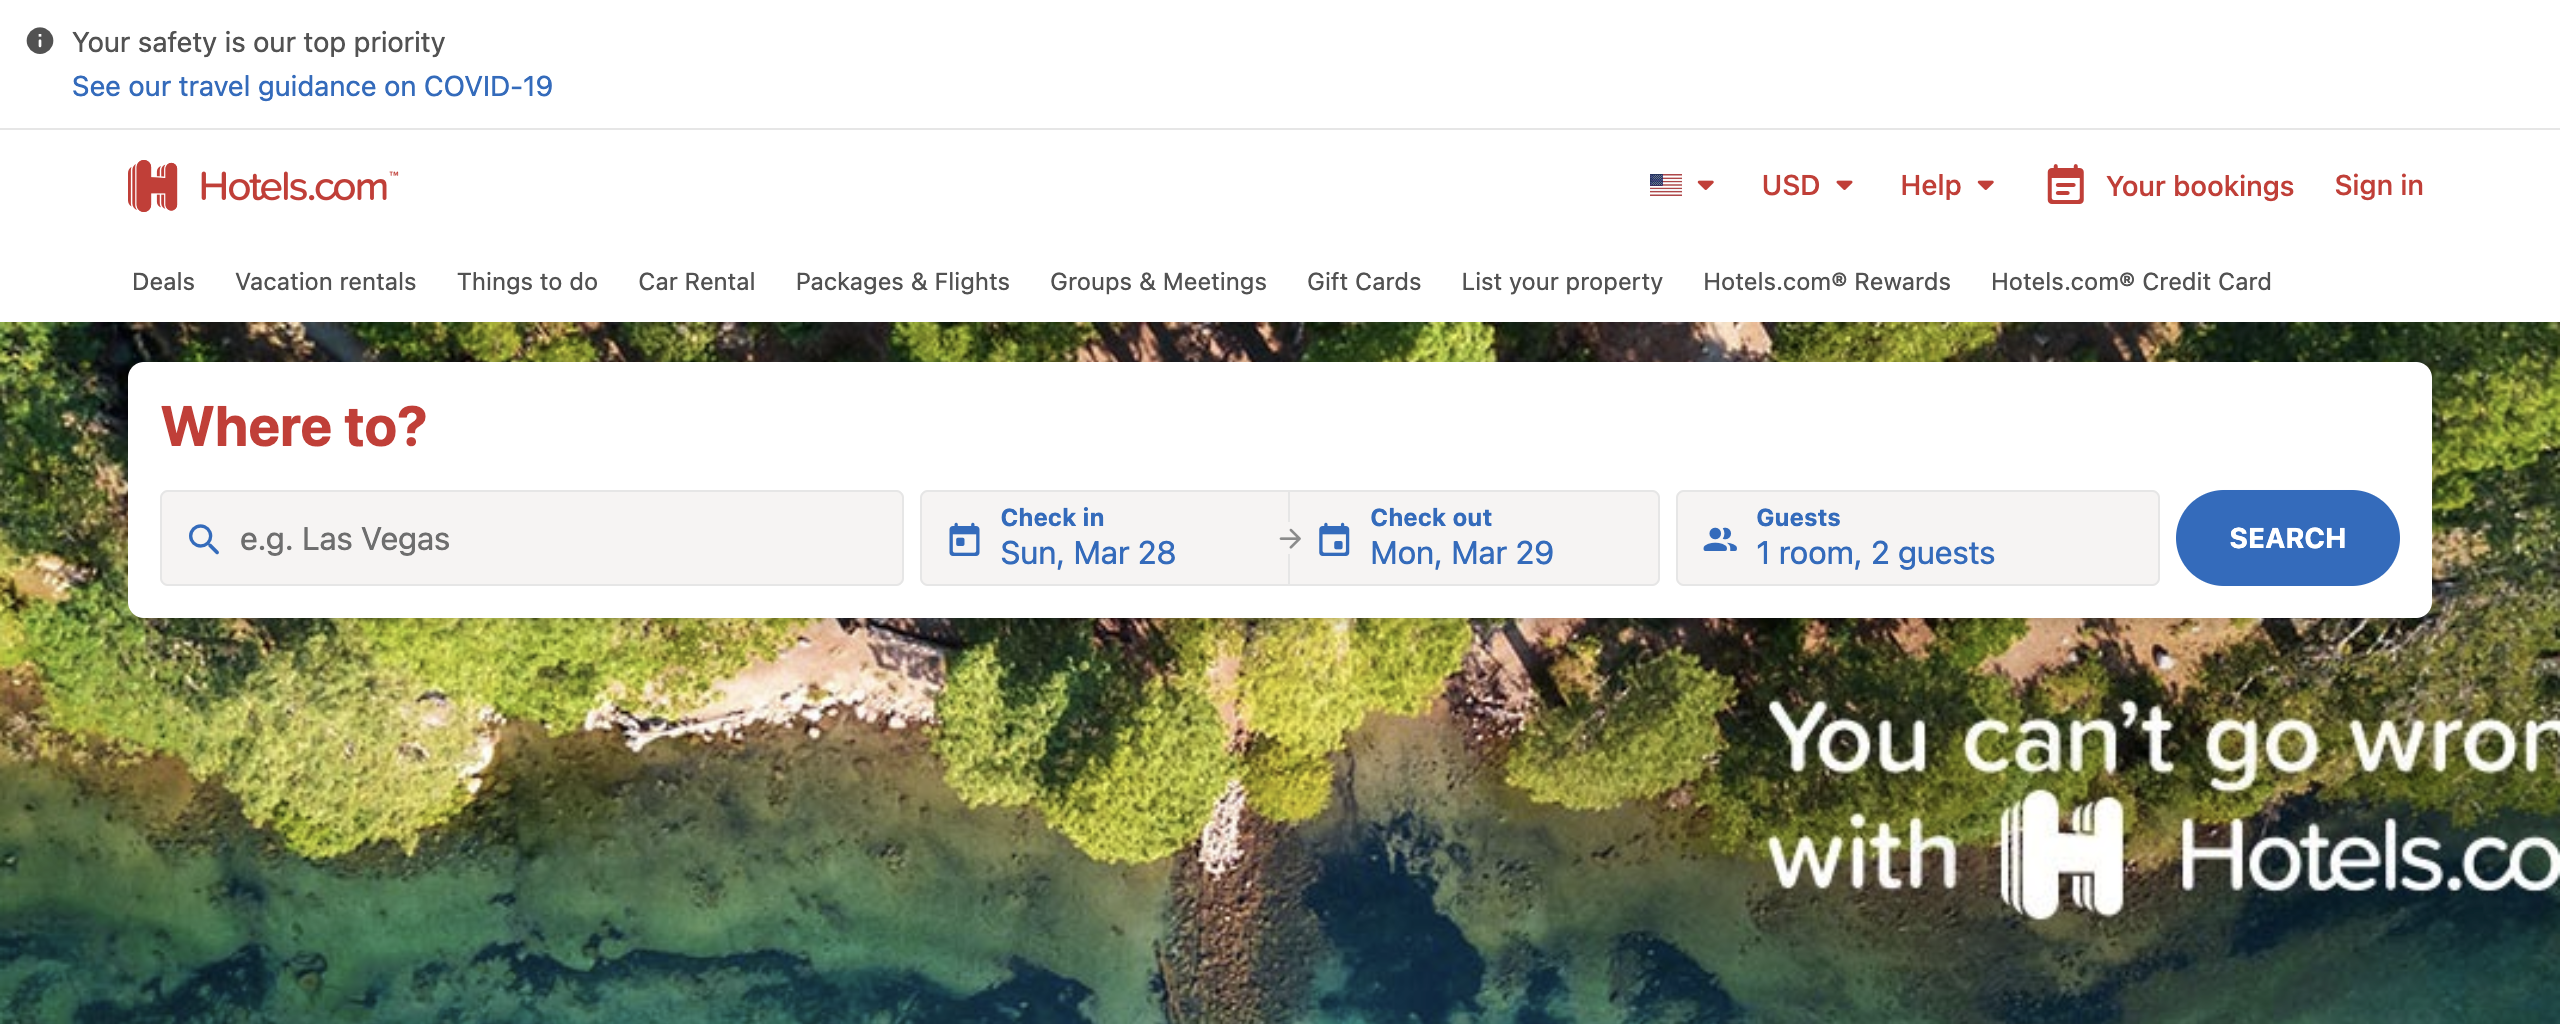 Your safety is our top priority
See our travel guidance on COVID-19
Hotels.com™
USD
Help
Your bookings
Sign in
Deals
Vacation rentals
Things to do
Car Rental
Packages & Flights
Groups & Meetings
Gift Cards
List your property
Hotels.com® Rewards
Hotels.com® Credit Card
Where to?
e.g. Las Vegas
Check in
Sun, Mar 28
Check out
Mon, Mar 29
Guests
1 room, 2 guests
SEARCH
You can't go wron
with Hotels.co